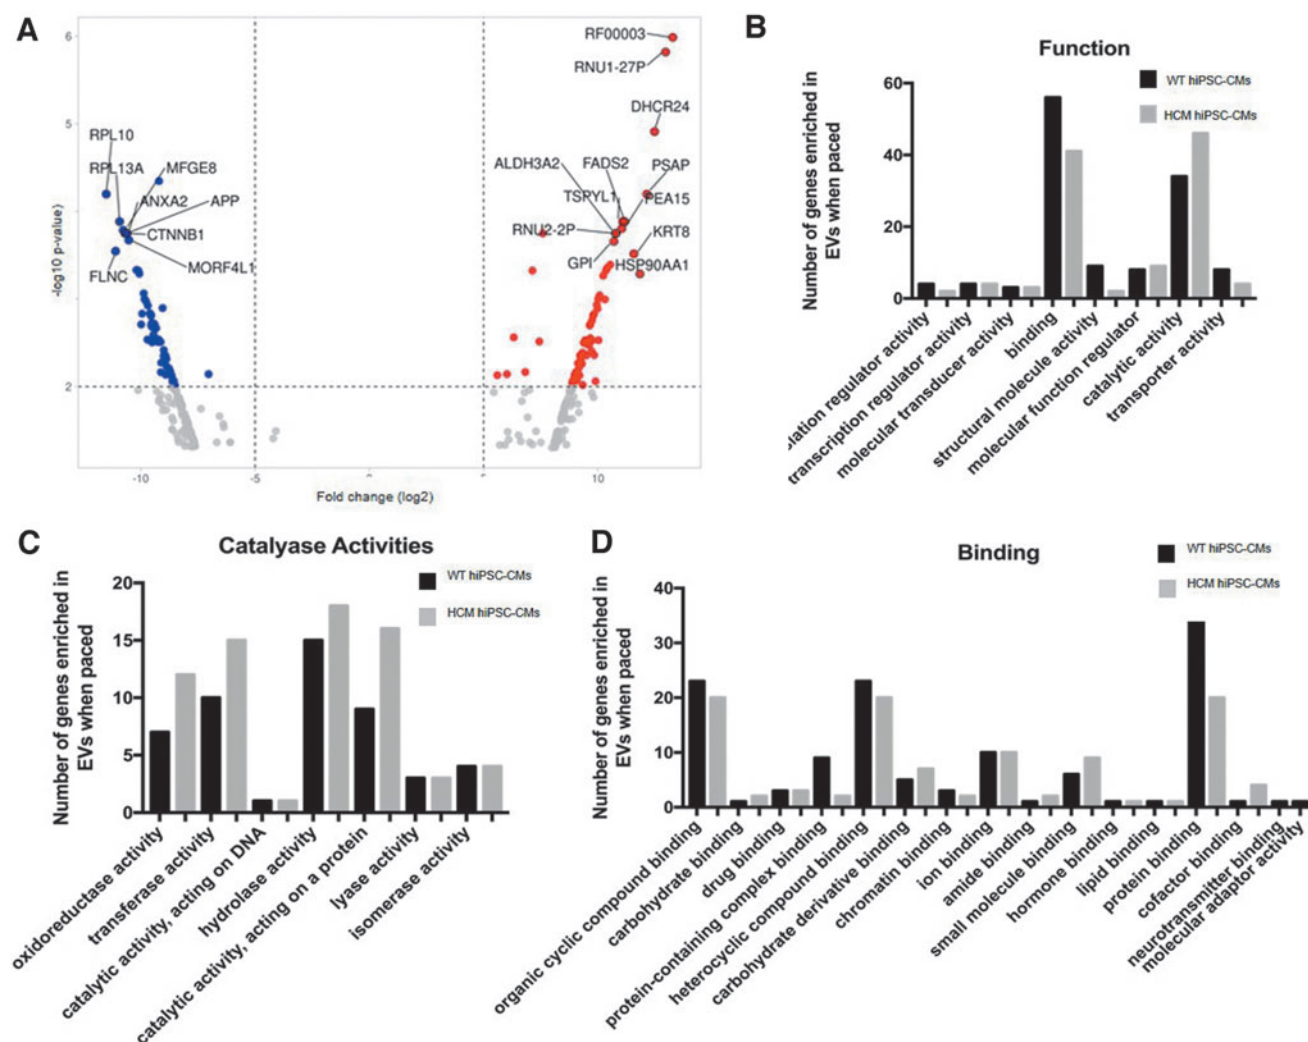 A
6
RF00003
RNU1-27P
DHCR24
5
RPL10
RPL13A
MFGE8
ANXA2
APP
CTNNB1
MORF4L1
FLNC
ALDH3A2
FADS2
PSAP
TSPYL1
PEA15
RNU2-2P
KRT8
GPI
HSP90AA1
-log10 p-value)
2
-10
-5
10
Fold change (log2)
B
Function
WT hiPSC-CMs
HCM hiPSC-CMs
Number of genes enriched in
EVs when paced
60
40
20
0
olation regulator activity
transcription regulator activity
molecular transducer activity
binding
structural molecule activity
molecular function regulator
catalytic activity
transporter activity
C
Catalyase Activities
WT hiPSC-CMs
HCM hiPSC-CMs
Number of genes enriched in
EVs when paced
20
15
10
5
0
oxidoreductase activity
transferase activity
catalytic activity, acting on DNA
hydrolase activity
catalytic activity, acting on a protein
lyase activity
isomerase activity
D
Binding
WT hiPSC-CMs
HCM hiPSC-CMs
Number of genes enriched in
EVs when paced
40
30
20
10
0
organic cyclic compound binding
carbohydrate binding
drug binding
protein-containing complex binding
heterocyclic compound binding
carbohydrate derivative binding
chromatin binding
ion binding
amide binding
small molecule binding
hormone binding
lipid binding
protein binding
cofactor binding
neurotransmitter binding
molecular adaptor activity